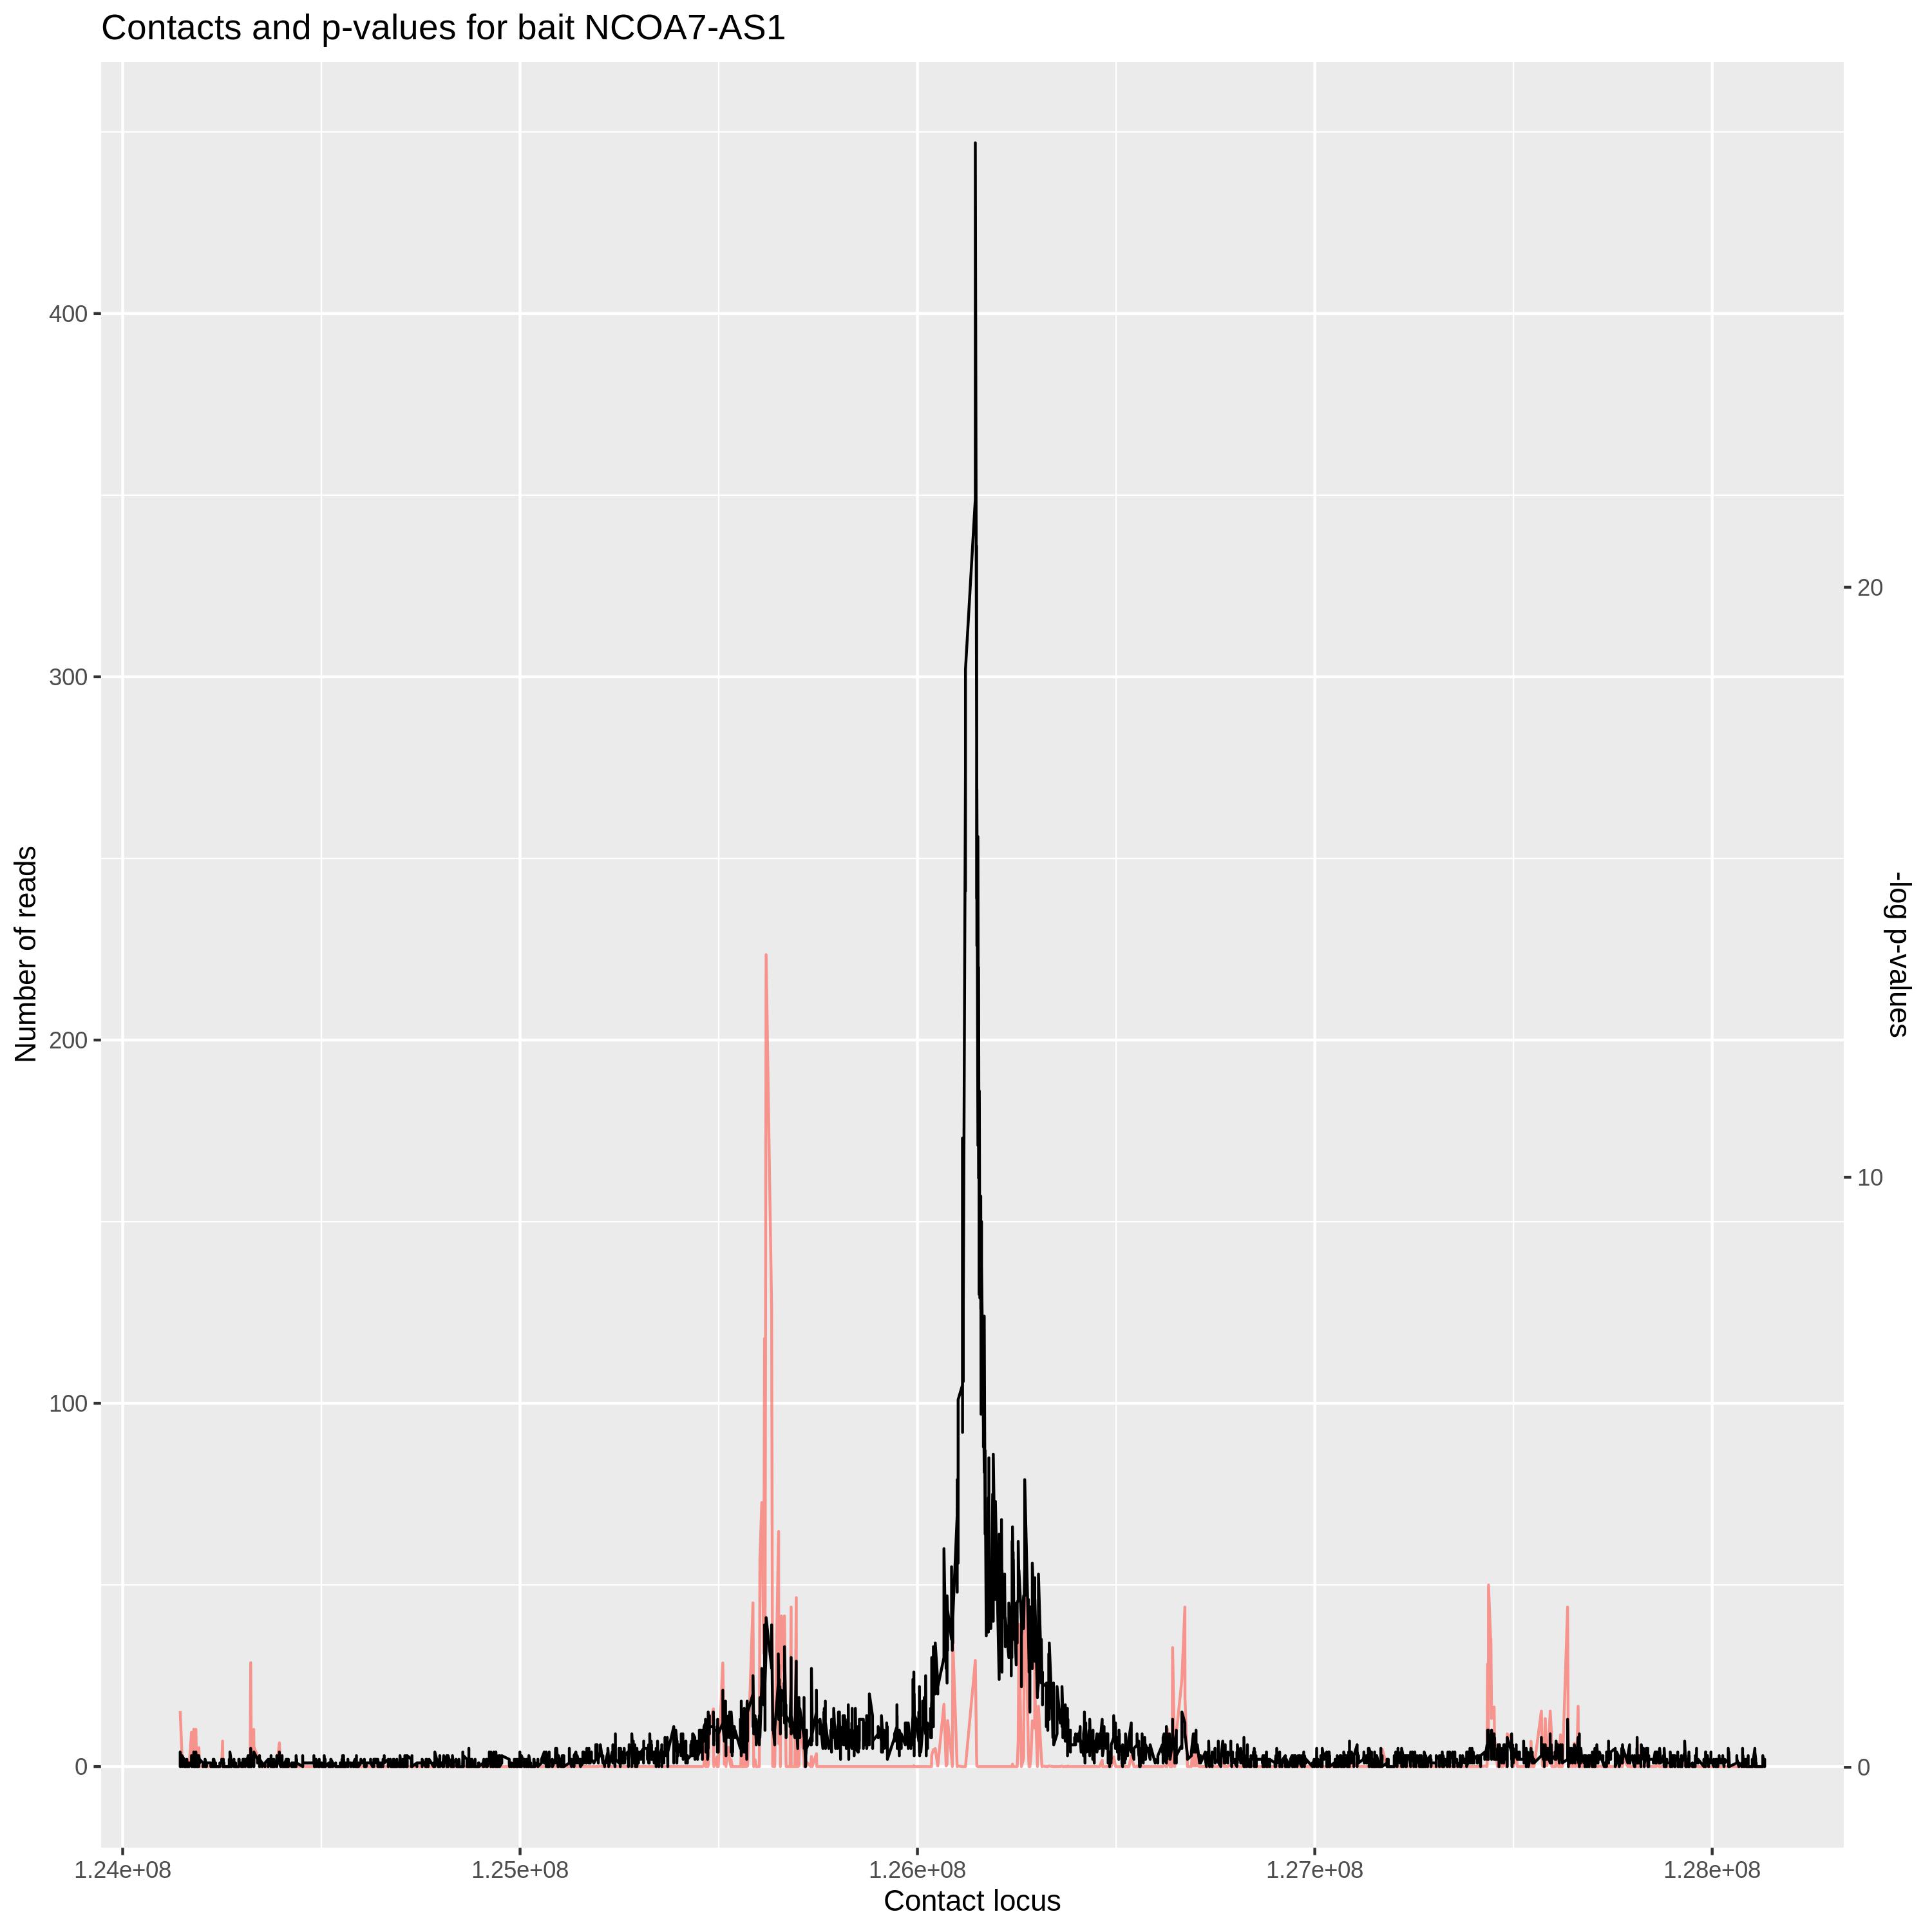 Contacts and p-values for bait NCOA7-AS1
400
300
200
100
0
Number of reads
20
10
0
-log p-values
1.24e+08
1.25e+08
1.26e+08
1.27e+08
1.28e+08
Contact locus